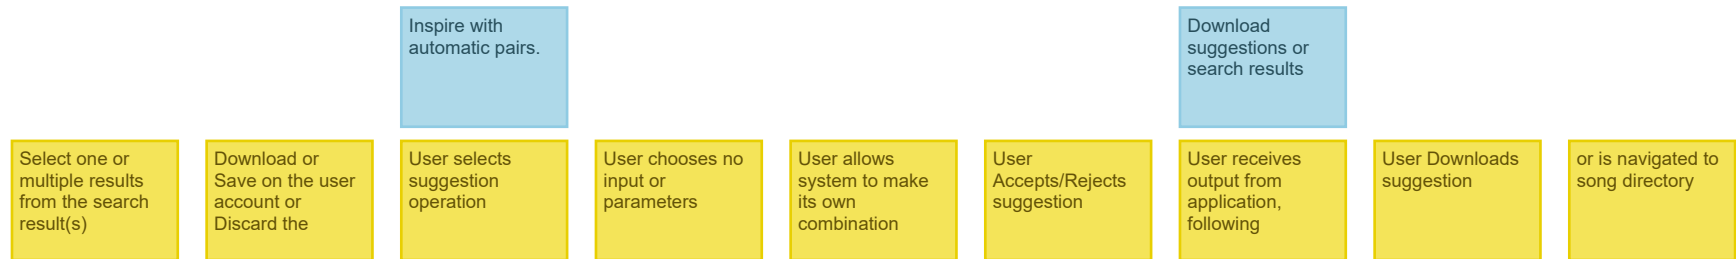 Inspire with
automatic pairs.
Download
suggestions or
search results
Select one or
multiple results
from the search
result(s)
Download or
Save on the user
account or
Discard the
User selects
suggestion
operation
User chooses no
input or
parameters
User allows
system to make
its own
combination
User
Accepts/Rejects
suggestion
User receives
output from
application,
following
User Downloads
suggestion
or is navigated to
song directory